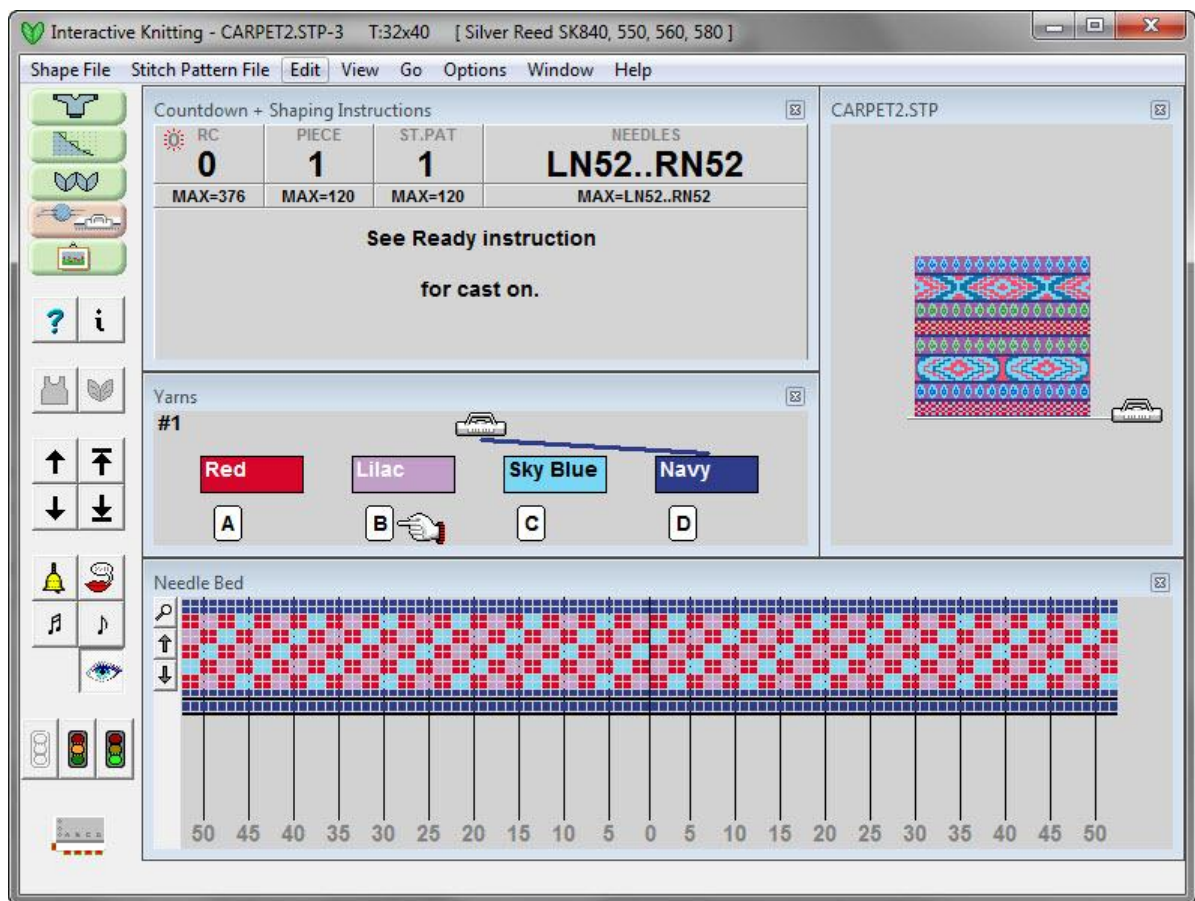 Interactive Knitting - CARPET2.STP-3 T:32x40 [ Silver Reed SK840, 550, 560, 580 ]
Shape File Stitch Pattern File Edit View Go Options Window Help
Countdown + Shaping Instructions
RC PIECE ST.PAT NEEDLES
0 1 1 LN52..RN52
MAX=376 MAX=120 MAX=120 MAX=LN52..RN52
See Ready instruction
for cast on.
CARPET2.STP
Yarns
#1
Red Lilac Sky Blue Navy
A B C D
Needle Bed
50 45 40 35 30 25 20 15 10 5 0 5 10 15 20 25 30 35 40 45 50
? i